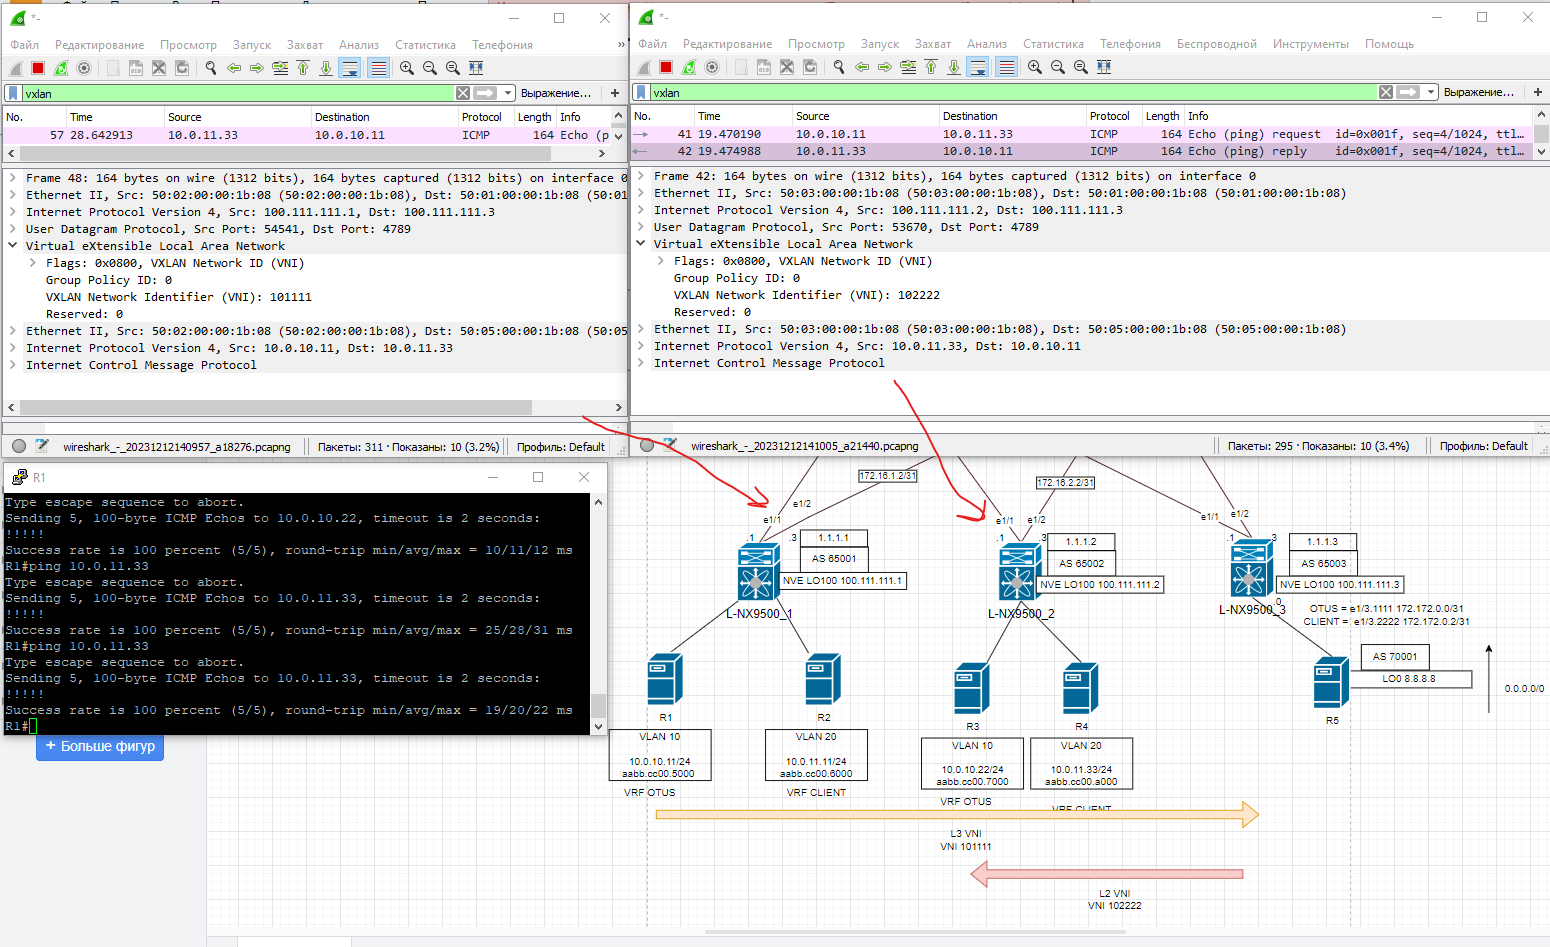 *-
Файл Редактирование Просмотр Запуск Захват Анализ Статистика Телефония »
vxlan Выражение… +
No. Time Source Destination Protocol Length Info
57 28.642913 10.0.11.33 10.0.10.11 ICMP 164 Echo (p
Frame 48: 164 bytes on wire (1312 bits), 164 bytes captured (1312 bits) on interface 0
Ethernet II, Src: 50:02:00:00:1b:08 (50:02:00:00:1b:08), Dst: 50:01:00:00:1b:08 (50:01
Internet Protocol Version 4, Src: 100.111.111.1, Dst: 100.111.111.3
User Datagram Protocol, Src Port: 54541, Dst Port: 4789
Virtual eXtensible Local Area Network
Flags: 0x0800, VXLAN Network ID (VNI)
Group Policy ID: 0
VXLAN Network Identifier (VNI): 101111
Reserved: 0
Ethernet II, Src: 50:02:00:00:1b:08 (50:02:00:00:1b:08), Dst: 50:05:00:00:1b:08 (50:05
Internet Protocol Version 4, Src: 10.0.10.11, Dst: 10.0.11.33
Internet Control Message Protocol
wireshark_-_20231212140957_a18276.pcapng Пакеты: 311 · Показаны: 10 (3.2%) Профиль: Default
*-
Файл Редактирование Просмотр Запуск Захват Анализ Статистика Телефония Беспроводной Инструменты Помощь
vxlan Выражение… +
No. Time Source Destination Protocol Length Info
41 19.470190 10.0.10.11 10.0.11.33 ICMP 164 Echo (ping) request id=0x001f, seq=4/1024, ttl…
42 19.474988 10.0.11.33 10.0.10.11 ICMP 164 Echo (ping) reply id=0x001f, seq=4/1024, ttl…
Frame 42: 164 bytes on wire (1312 bits), 164 bytes captured (1312 bits) on interface 0
Ethernet II, Src: 50:03:00:00:1b:08 (50:03:00:00:1b:08), Dst: 50:01:00:00:1b:08 (50:01:00:00:1b:08)
Internet Protocol Version 4, Src: 100.111.111.2, Dst: 100.111.111.3
User Datagram Protocol, Src Port: 53670, Dst Port: 4789
Virtual eXtensible Local Area Network
Flags: 0x0800, VXLAN Network ID (VNI)
Group Policy ID: 0
VXLAN Network Identifier (VNI): 102222
Reserved: 0
Ethernet II, Src: 50:03:00:00:1b:08 (50:03:00:00:1b:08), Dst: 50:05:00:00:1b:08 (50:05:00:00:1b:08)
Internet Protocol Version 4, Src: 10.0.11.33, Dst: 10.0.10.11
Internet Control Message Protocol
wireshark_-_20231212141005_a21440.pcapng Пакеты: 295 · Показаны: 10 (3.4%) Профиль: Default
R1
Type escape sequence to abort.
Sending 5, 100-byte ICMP Echos to 10.0.10.22, timeout is 2 seconds:
!!!!!
Success rate is 100 percent (5/5), round-trip min/avg/max = 10/11/12 ms
R1#ping 10.0.11.33
Type escape sequence to abort.
Sending 5, 100-byte ICMP Echos to 10.0.11.33, timeout is 2 seconds:
!!!!!
Success rate is 100 percent (5/5), round-trip min/avg/max = 25/28/31 ms
R1#ping 10.0.11.33
Type escape sequence to abort.
Sending 5, 100-byte ICMP Echos to 10.0.11.33, timeout is 2 seconds:
!!!!!
Success rate is 100 percent (5/5), round-trip min/avg/max = 19/20/22 ms
R1#
+ Больше фигур
172.16.1.2/31
172.16.2.2/31
e1/2
e1/1
e1/1 e1/2
e1/1 e1/2
.1 .3 1.1.1.1
AS 65001
NVE LO100 100.111.111.1
L-NX9500_1
.1 .3 1.1.1.2
AS 65002
NVE LO100 100.111.111.2
L-NX9500_2
.1 .3 1.1.1.3
AS 65003
NVE LO100 100.111.111.3
L-NX9500_3 .0
OTUS = e1/3.1111 172.172.0.0/31
CLIENT = e1/3.2222 172.172.0.2/31
R1
VLAN 10
10.0.10.11/24
aabb.cc00.5000
VRF OTUS
R2
VLAN 20
10.0.11.11/24
aabb.cc00.6000
VRF CLIENT
R3
VLAN 10
10.0.10.22/24
aabb.cc00.7000
VRF OTUS
R4
VLAN 20
10.0.11.33/24
aabb.cc00.a000
VRF CLIENT
AS 70001
LO0 8.8.8.8
R5
0.0.0.0/0
L3 VNI
VNI 101111
L2 VNI
VNI 102222